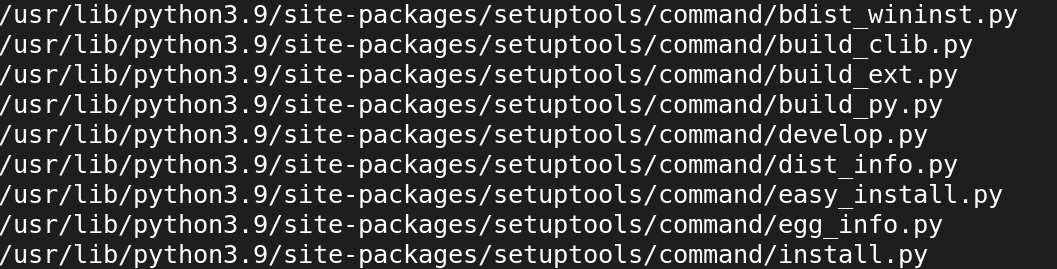 /usr/lib/python3.9/site-packages/setuptools/command/bdist_wininst.py
/usr/lib/python3.9/site-packages/setuptools/command/build_clib.py
/usr/lib/python3.9/site-packages/setuptools/command/build_ext.py
/usr/lib/python3.9/site-packages/setuptools/command/build_py.py
/usr/lib/python3.9/site-packages/setuptools/command/develop.py
/usr/lib/python3.9/site-packages/setuptools/command/dist_info.py
/usr/lib/python3.9/site-packages/setuptools/command/easy_install.py
/usr/lib/python3.9/site-packages/setuptools/command/egg_info.py
/usr/lib/python3.9/site-packages/setuptools/command/install.py